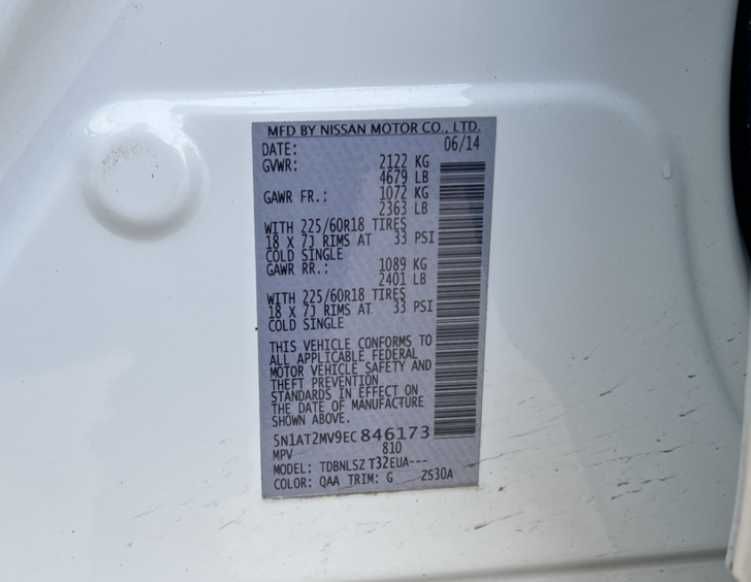 MFD BY NISSAN MOTOR CO., LTD.
DATE: 06/14
GVWR: 2122 KG
4679 LB
GAWR FR.: 1072 KG
2363 LB
WITH 225/60R18 TIRES
18 X 7J RIMS AT 33 PSI
COLD SINGLE
GAWR RR.: 1089 KG
2401 LB
WITH 225/60R18 TIRES
18 X 7J RIMS AT 33 PSI
COLD SINGLE
THIS VEHICLE CONFORMS TO
ALL APPLICABLE FEDERAL
MOTOR VEHICLE SAFETY AND
THEFT PREVENTION
STANDARDS IN EFFECT ON
THE DATE OF MANUFACTURE
SHOWN ABOVE.
5N1AT2MV9EC846173
MPV 810
MODEL: TDBNLSZ T32EUA---
COLOR: QAA TRIM: G 2S30A